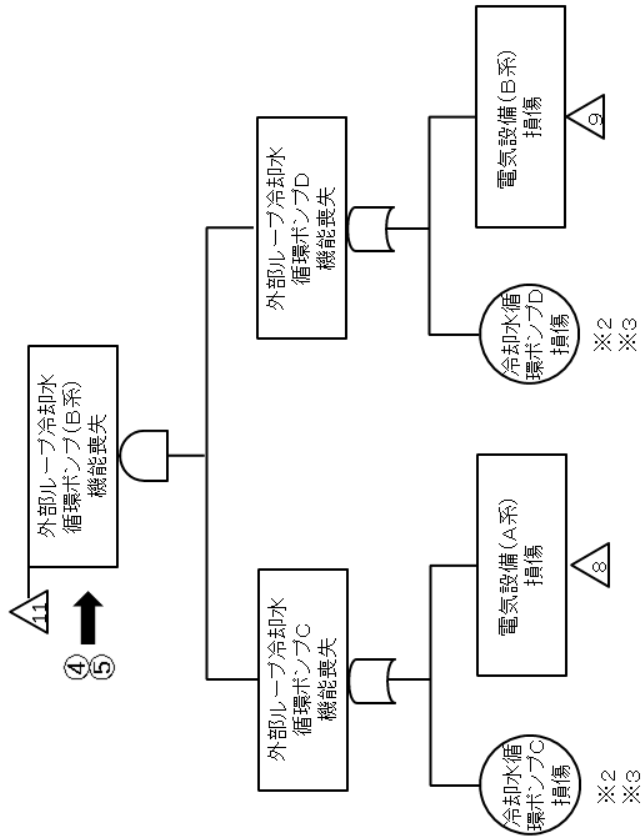 11
④
⑤
外部ループ冷却水
循環ポンプ(B系)
機能喪失
外部ループ冷却水
循環ポンプC
機能喪失
外部ループ冷却水
循環ポンプD
機能喪失
冷却水循
環ポンプC
損傷
※2
※3
電気設備(A系)
損傷
8
冷却水循
環ポンプD
損傷
※2
※3
電気設備(B系)
損傷
9